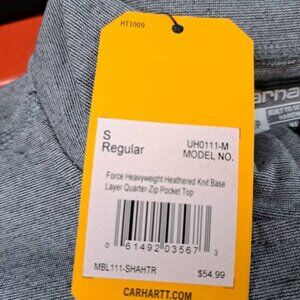 HT1009
arha
S
Regular
UH0111-M
MODEL NO.
Force Heavyweight Heathered Knit Base
Layer Quarter-Zip Pocket Top
0 61492 03567 3
MBL111-SHAHTR
$54.99
CARHARTT.COM